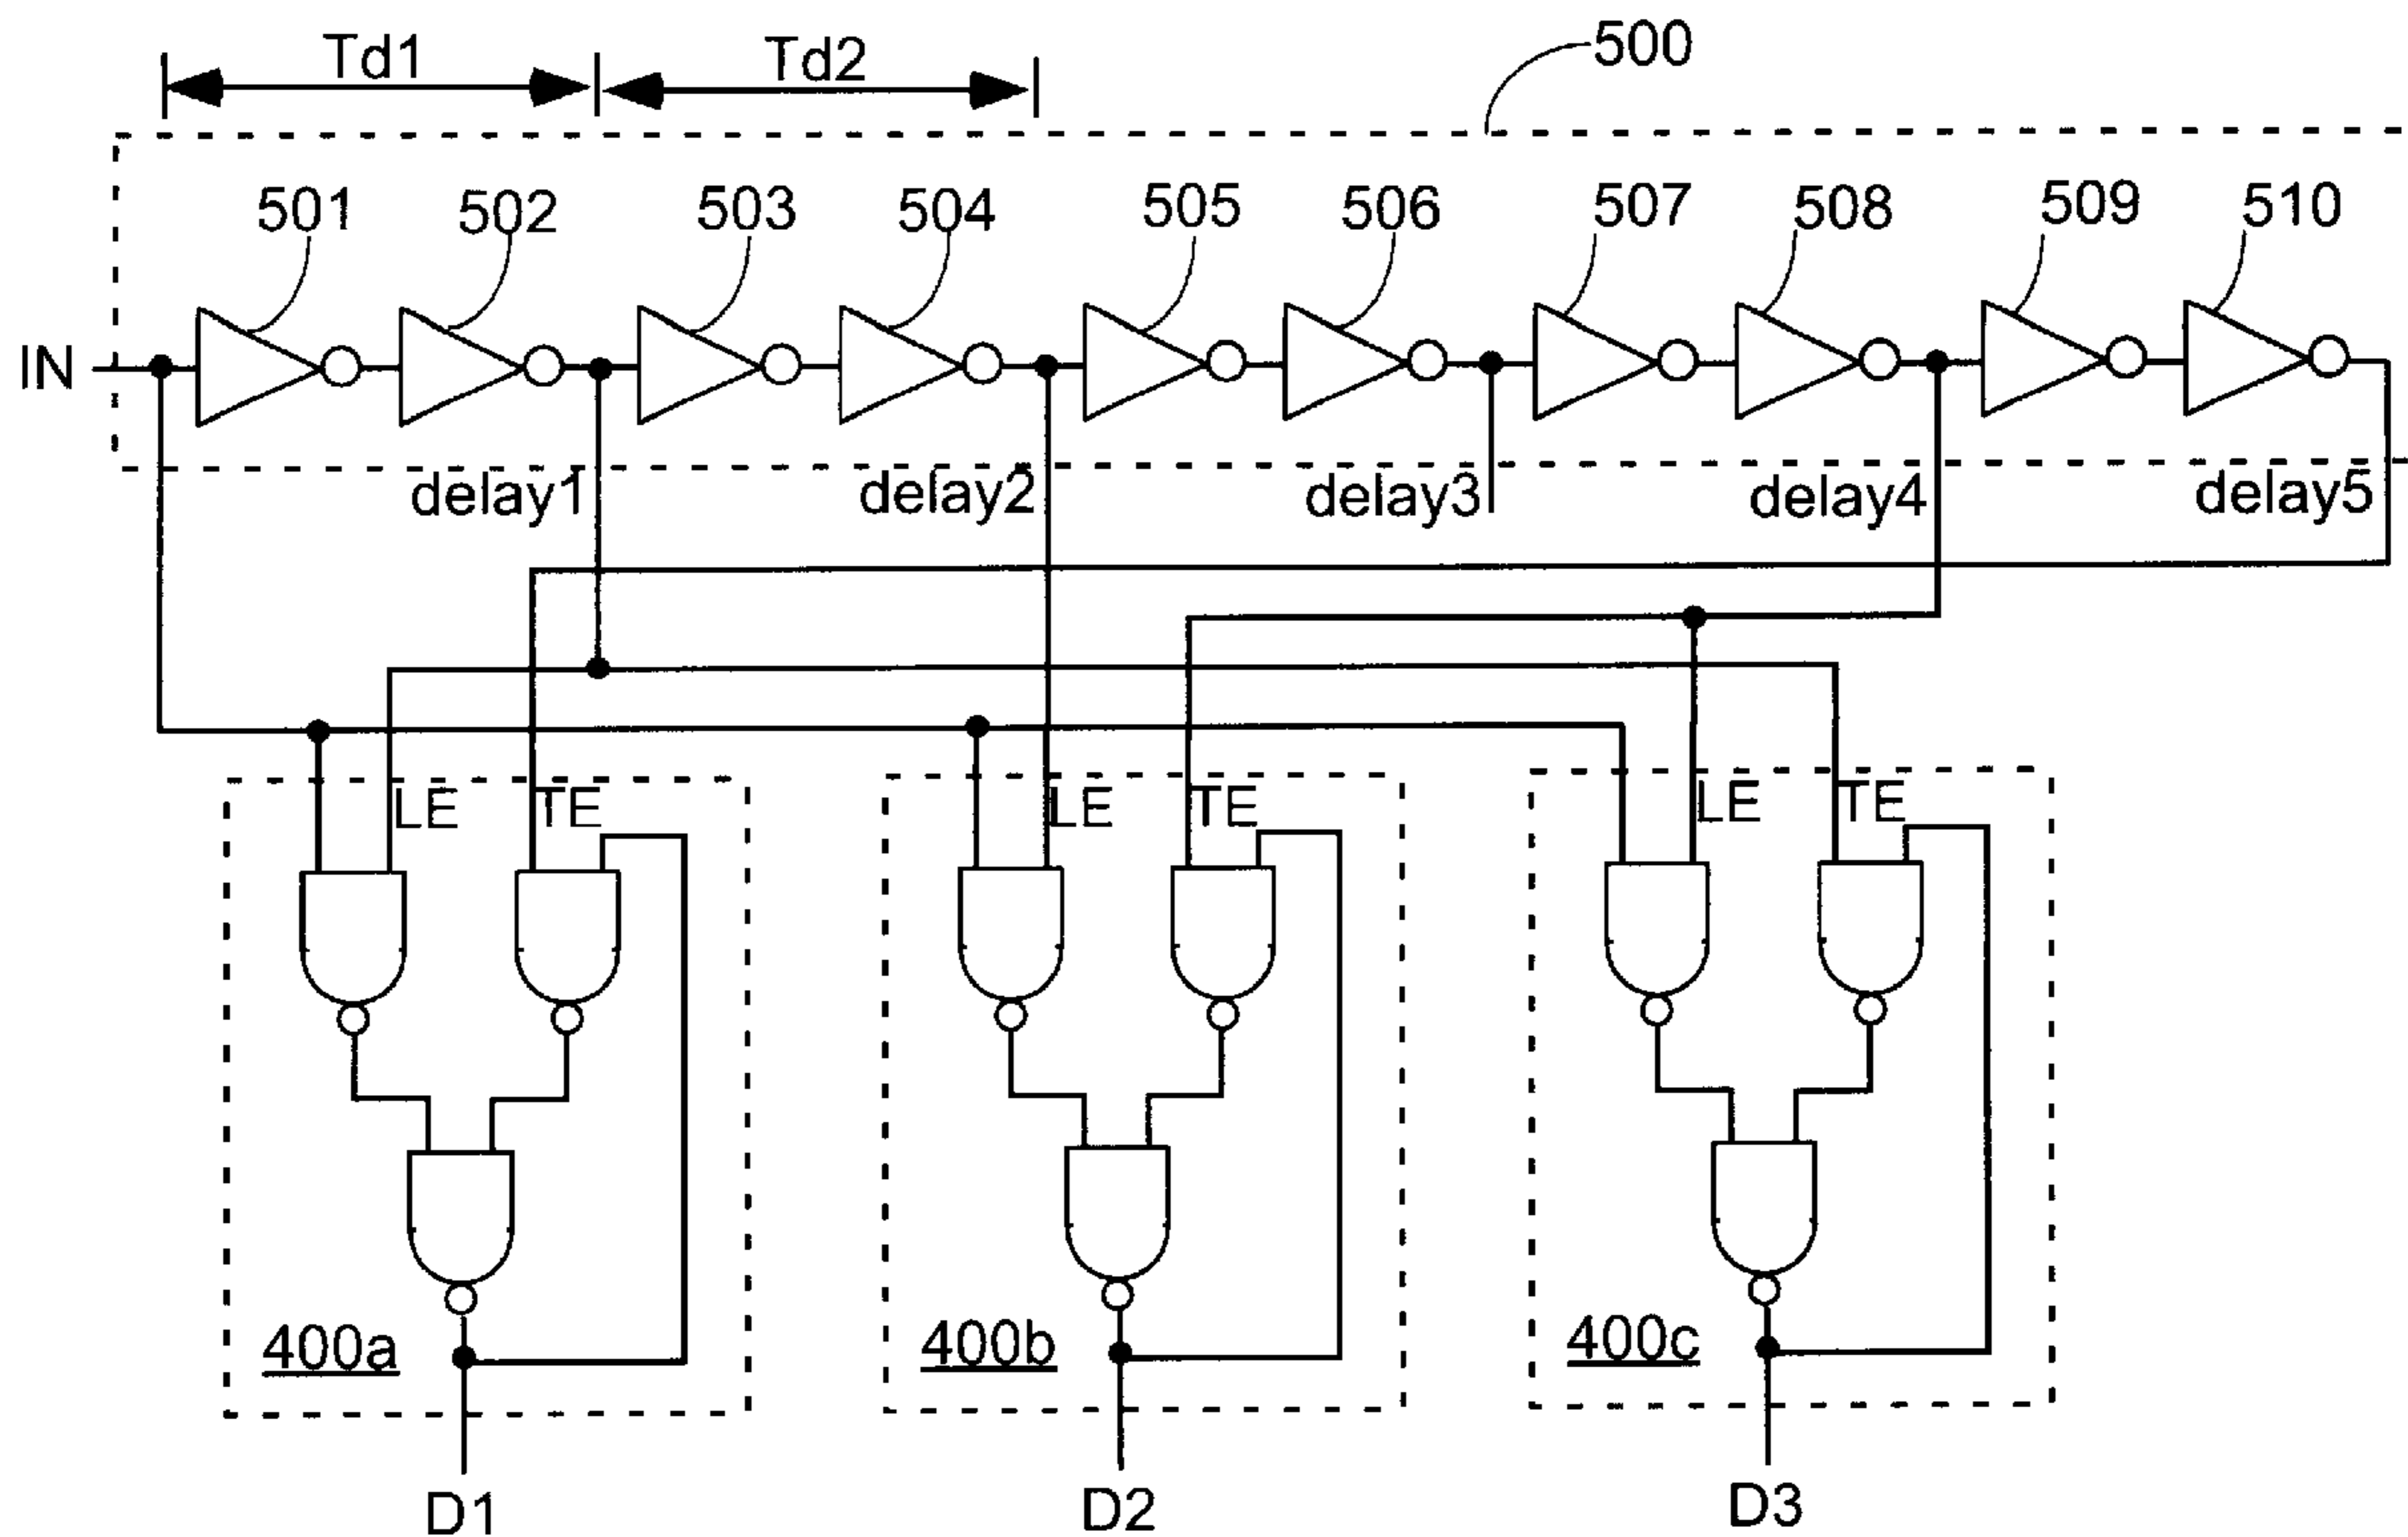 Td1 Td2 500
501 502 503 504 505 506 507 508 509 510
IN
delay1 delay2 delay3 delay4 delay5
LE TE LE TE LE TE
400a 400b 400c
D1 D2 D3